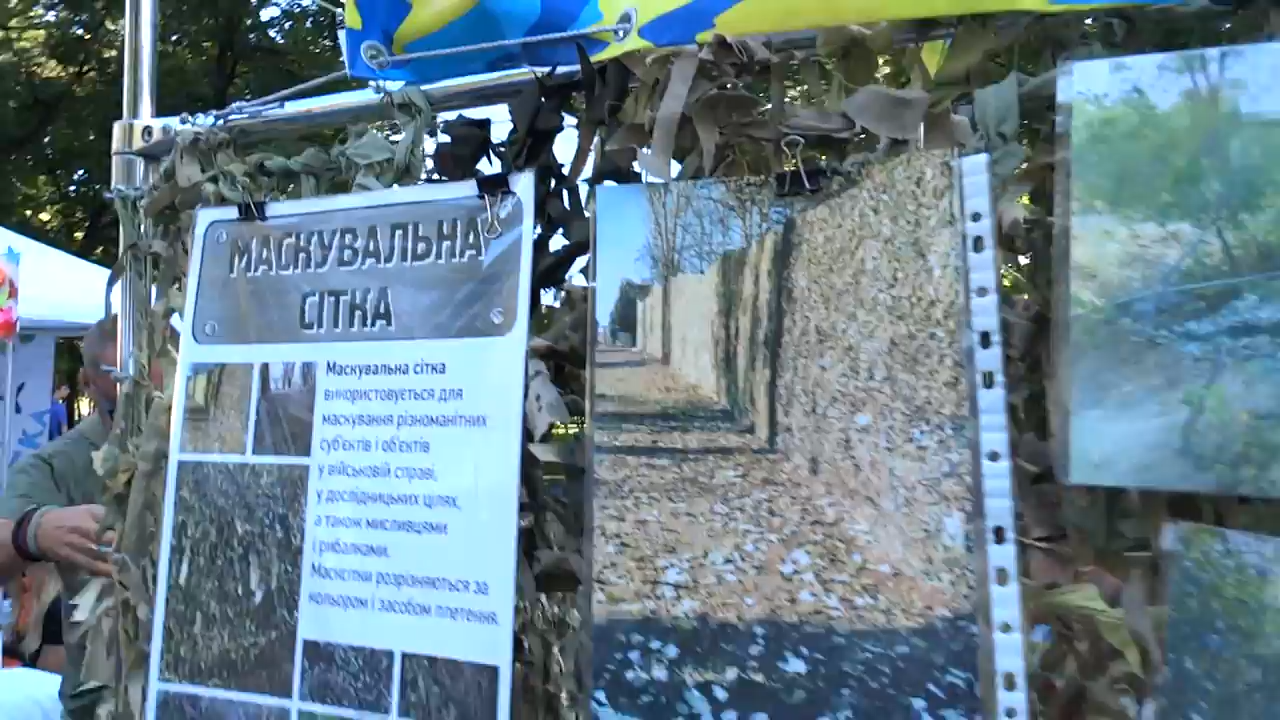 МАСКУВАЛЬНА
СІТКА
Маскувальна сітка
використовується для
маскування різноманітних
суб'єктів і об'єктів
у військовій справі,
у дослідницьких цілях,
а також мисливцями
і рибалками.
Масксітки розрізняються за
кольором і засобом плетення.